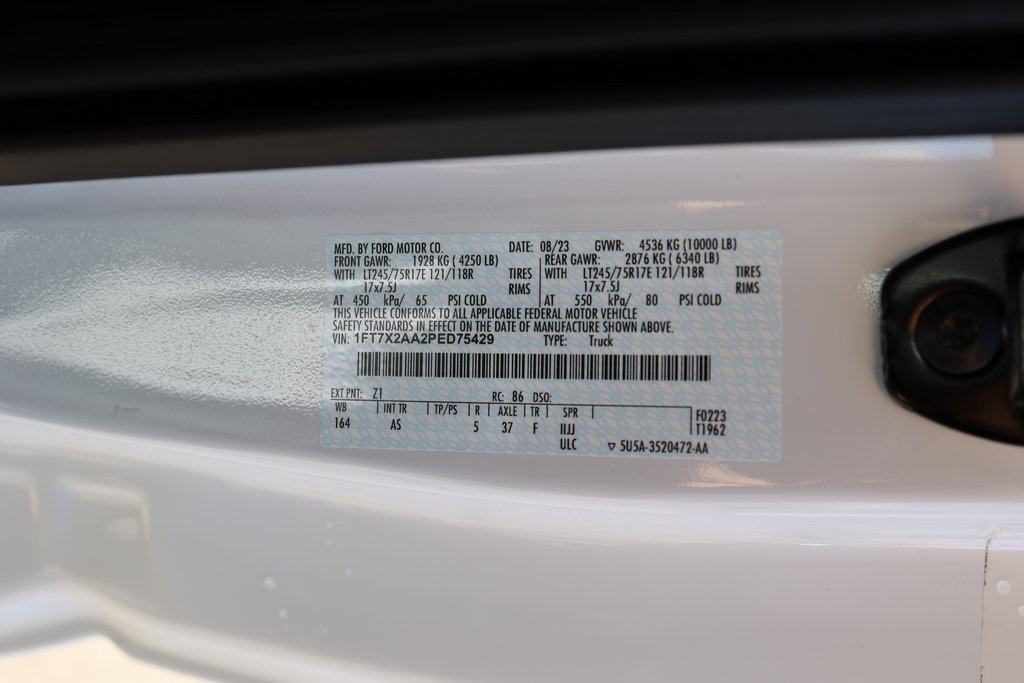 MFD. BY FORD MOTOR CO. DATE: 08/23 GVWR: 4536 KG (10000 LB)
FRONT GAWR: 1928 KG ( 4250 LB) REAR GAWR: 2876 KG ( 6340 LB)
WITH LT245/75R17E 121/118R TIRES WITH LT245/75R17E 121/118R TIRES
17x7.5J RIMS 17x7.5J RIMS
AT 450 kPa/ 65 PSI COLD AT 550 kPa/ 80 PSI COLD
THIS VEHICLE CONFORMS TO ALL APPLICABLE FEDERAL MOTOR VEHICLE
SAFETY STANDARDS IN EFFECT ON THE DATE OF MANUFACTURE SHOWN ABOVE.
VIN: 1FT7X2AA2PED75429 TYPE: Truck
EXT PNT: Z1 RC: 86 DSO:
WB INT TR TP/PS R AXLE TR SPR F0223
164 AS 5 37 F IIJJ T1962
ULC ▽ 5U5A-3520472-AA